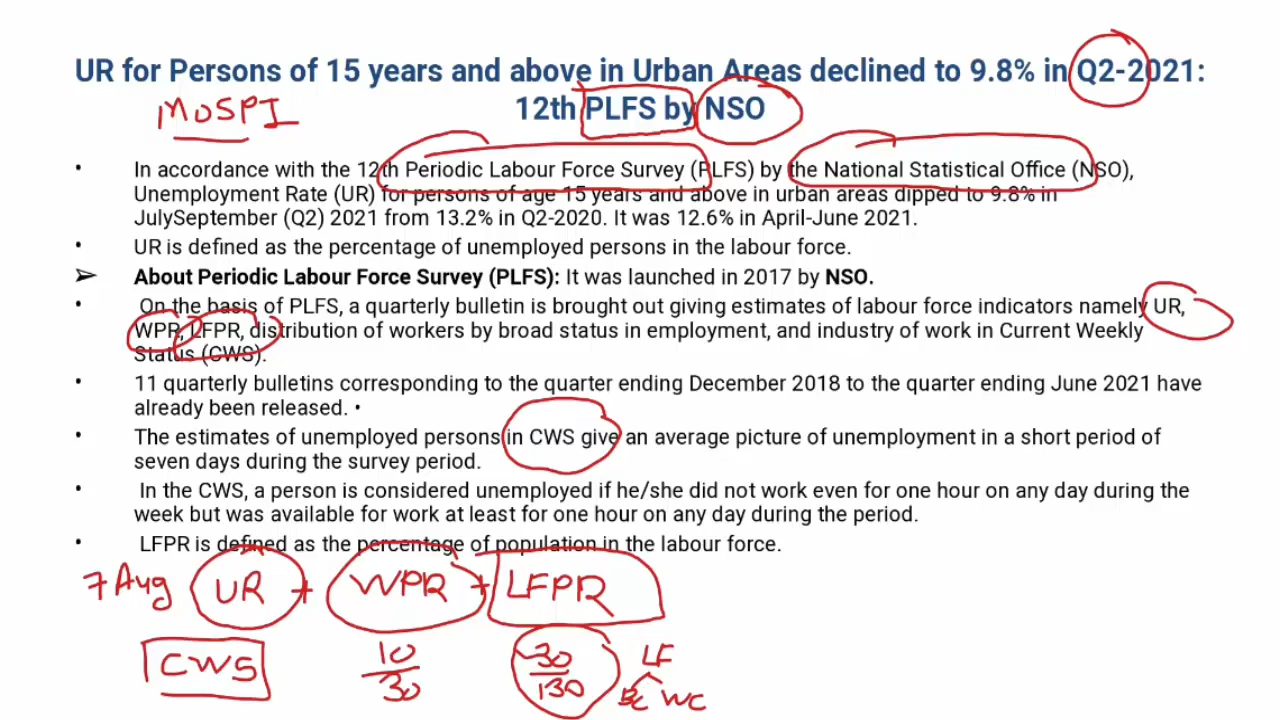 UR for Persons of 15 years and above in Urban Areas declined to 9.8% in Q2-2021:
12th PLFS by NSO
MOSPI
• In accordance with the 12th Periodic Labour Force Survey (PLFS) by the National Statistical Office (NSO),
Unemployment Rate (UR) for persons of age 15 years and above in urban areas dipped to 9.8% in
JulySeptember (Q2) 2021 from 13.2% in Q2-2020. It was 12.6% in April-June 2021.
• UR is defined as the percentage of unemployed persons in the labour force.
➢ About Periodic Labour Force Survey (PLFS): It was launched in 2017 by NSO.
• On the basis of PLFS, a quarterly bulletin is brought out giving estimates of labour force indicators namely UR,
WPR, LFPR, distribution of workers by broad status in employment, and industry of work in Current Weekly
Status (CWS).
• 11 quarterly bulletins corresponding to the quarter ending December 2018 to the quarter ending June 2021 have
already been released. •
• The estimates of unemployed persons in CWS give an average picture of unemployment in a short period of
seven days during the survey period.
• In the CWS, a person is considered unemployed if he/she did not work even for one hour on any day during the
week but was available for work at least for one hour on any day during the period.
• LFPR is defined as the percentage of population in the labour force.
7 Aug UR + WPR + LFPR
CWS 10 30 LF
30 130 BC WC